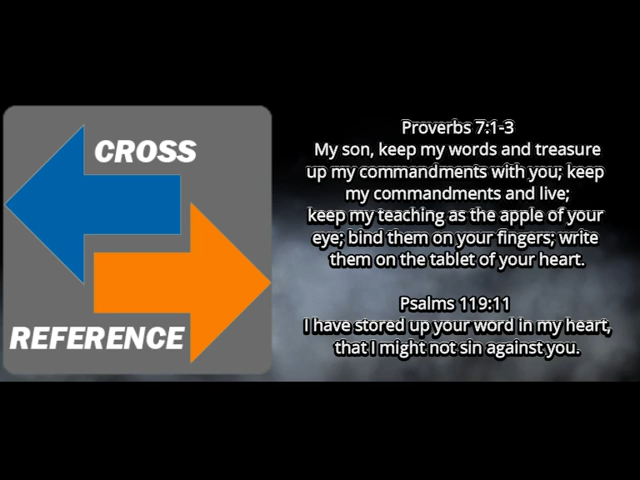 CROSS
REFERENCE
Proverbs 7:1-3
My son, keep my words and treasure
up my commandments with you; keep
my commandments and live;
keep my teaching as the apple of your
eye; bind them on your fingers; write
them on the tablet of your heart.
Psalms 119:11
I have stored up your word in my heart,
that I might not sin against you.